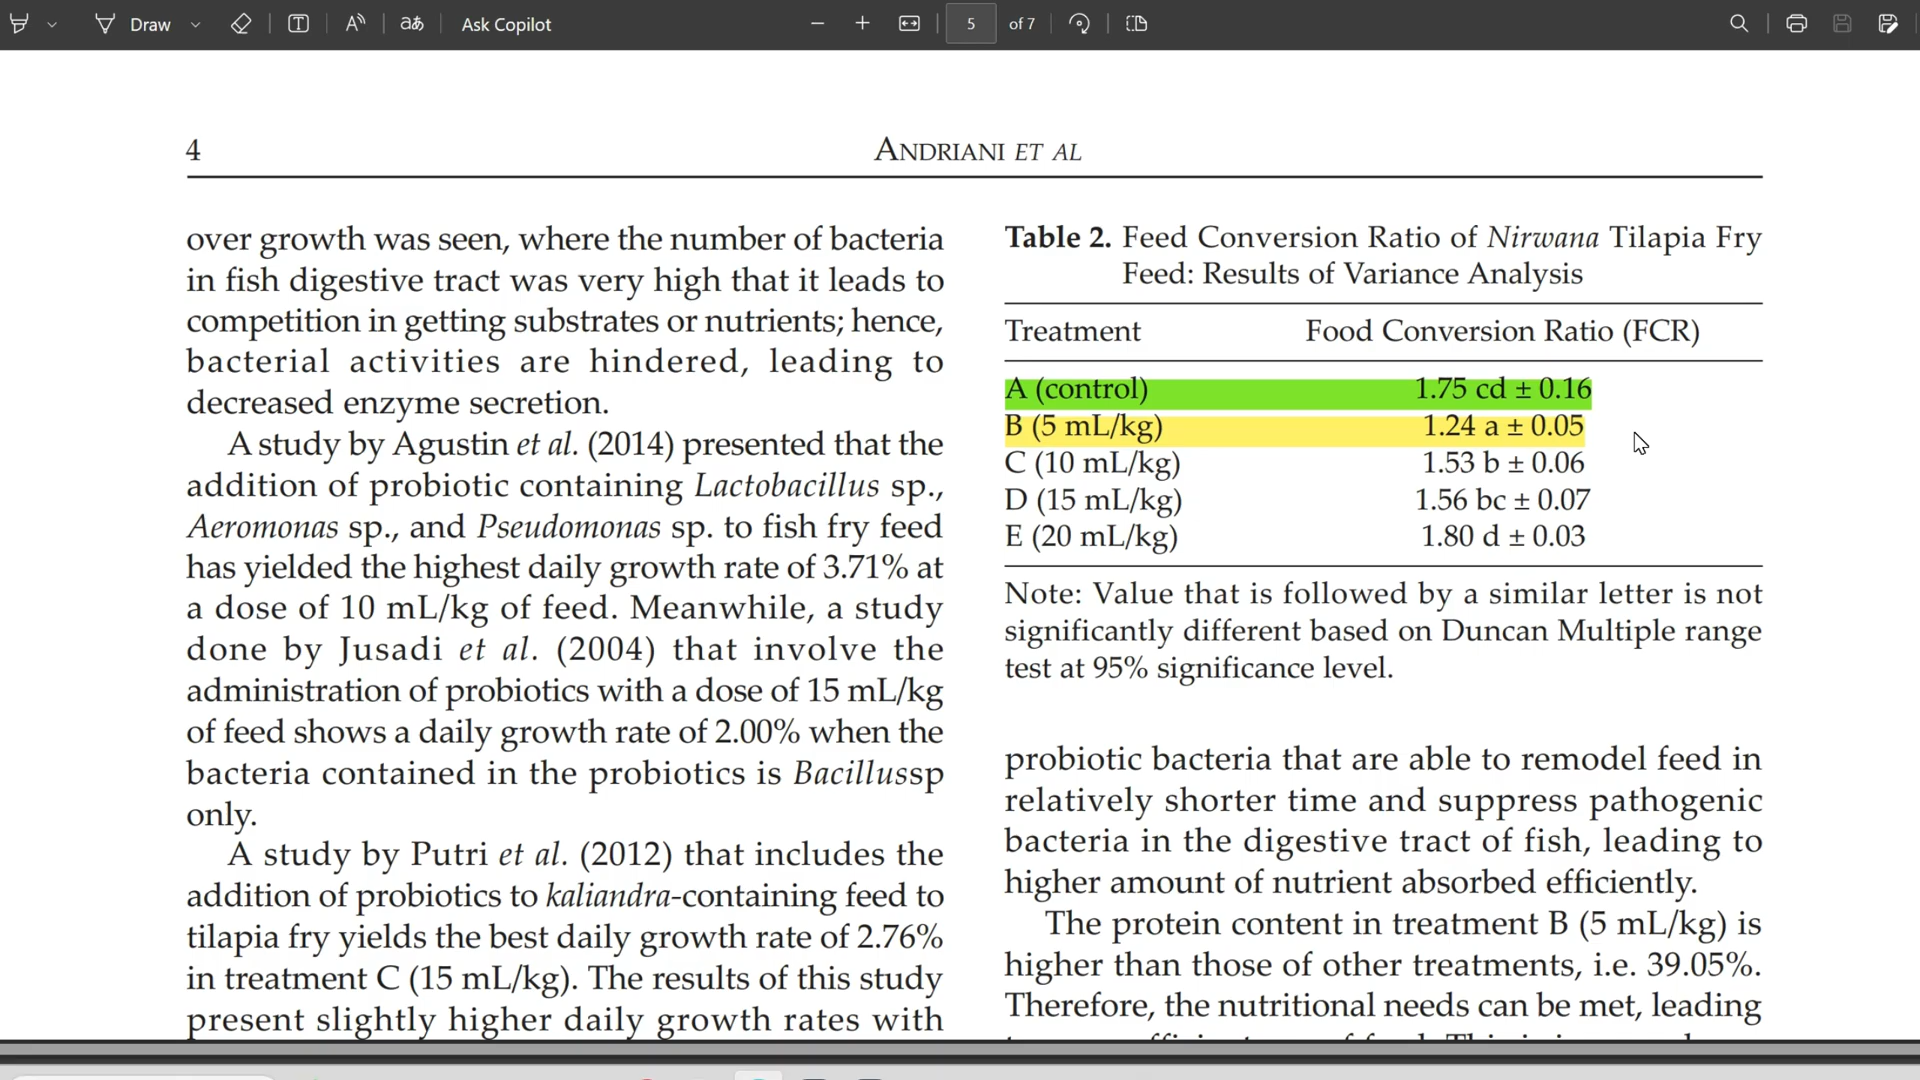 Draw
Ask Copilot
5 of 7
4
ANDRIANI ET AL
over growth was seen, where the number of bacteria
in fish digestive tract was very high that it leads to
competition in getting substrates or nutrients; hence,
bacterial activities are hindered, leading to
decreased enzyme secretion.
A study by Agustin et al. (2014) presented that the
addition of probiotic containing Lactobacillus sp.,
Aeromonas sp., and Pseudomonas sp. to fish fry feed
has yielded the highest daily growth rate of 3.71% at
a dose of 10 mL/kg of feed. Meanwhile, a study
done by Jusadi et al. (2004) that involve the
administration of probiotics with a dose of 15 mL/kg
of feed shows a daily growth rate of 2.00% when the
bacteria contained in the probiotics is Bacillussp
only.
A study by Putri et al. (2012) that includes the
addition of probiotics to kaliandra-containing feed to
tilapia fry yields the best daily growth rate of 2.76%
in treatment C (15 mL/kg). The results of this study
present slightly higher daily growth rates with
Table 2. Feed Conversion Ratio of Nirwana Tilapia Fry
Feed: Results of Variance Analysis
Treatment Food Conversion Ratio (FCR)
A (control) 1.75 cd ± 0.16
B (5 mL/kg) 1.24 a ± 0.05
C (10 mL/kg) 1.53 b ± 0.06
D (15 mL/kg) 1.56 bc ± 0.07
E (20 mL/kg) 1.80 d ± 0.03
Note: Value that is followed by a similar letter is not
significantly different based on Duncan Multiple range
test at 95% significance level.
probiotic bacteria that are able to remodel feed in
relatively shorter time and suppress pathogenic
bacteria in the digestive tract of fish, leading to
higher amount of nutrient absorbed efficiently.
The protein content in treatment B (5 mL/kg) is
higher than those of other treatments, i.e. 39.05%.
Therefore, the nutritional needs can be met, leading